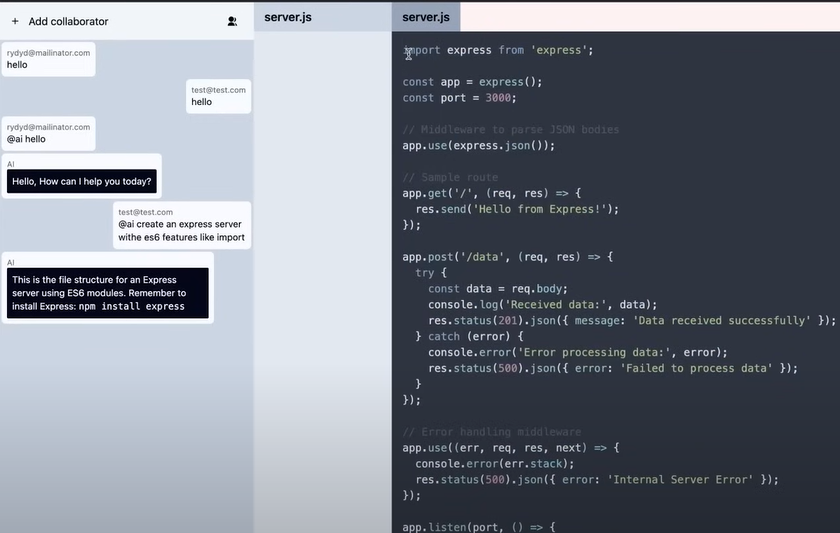 + Add collaborator
rydyd@mailinator.com
hello
test@test.com
hello
rydyd@mailinator.com
@ai hello
AI
Hello, How can I help you today?
test@test.com
@ai create an express server
withe es6 features like import
AI
This is the file structure for an Express
server using ES6 modules. Remember to
install Express: npm install express
server.js
server.js
import express from 'express';
const app = express();
const port = 3000;
// Middleware to parse JSON bodies
app.use(express.json());
// Sample route
app.get('/', (req, res) => {
  res.send('Hello from Express!');
});
app.post('/data', (req, res) => {
  try {
    const data = req.body;
    console.log('Received data:', data);
    res.status(201).json({ message: 'Data received successfully' });
  } catch (error) {
    console.error('Error processing data:', error);
    res.status(500).json({ error: 'Failed to process data' });
  }
});
// Error handling middleware
app.use((err, req, res, next) => {
  console.error(err.stack);
  res.status(500).json({ error: 'Internal Server Error' });
});
app.listen(port, () => {